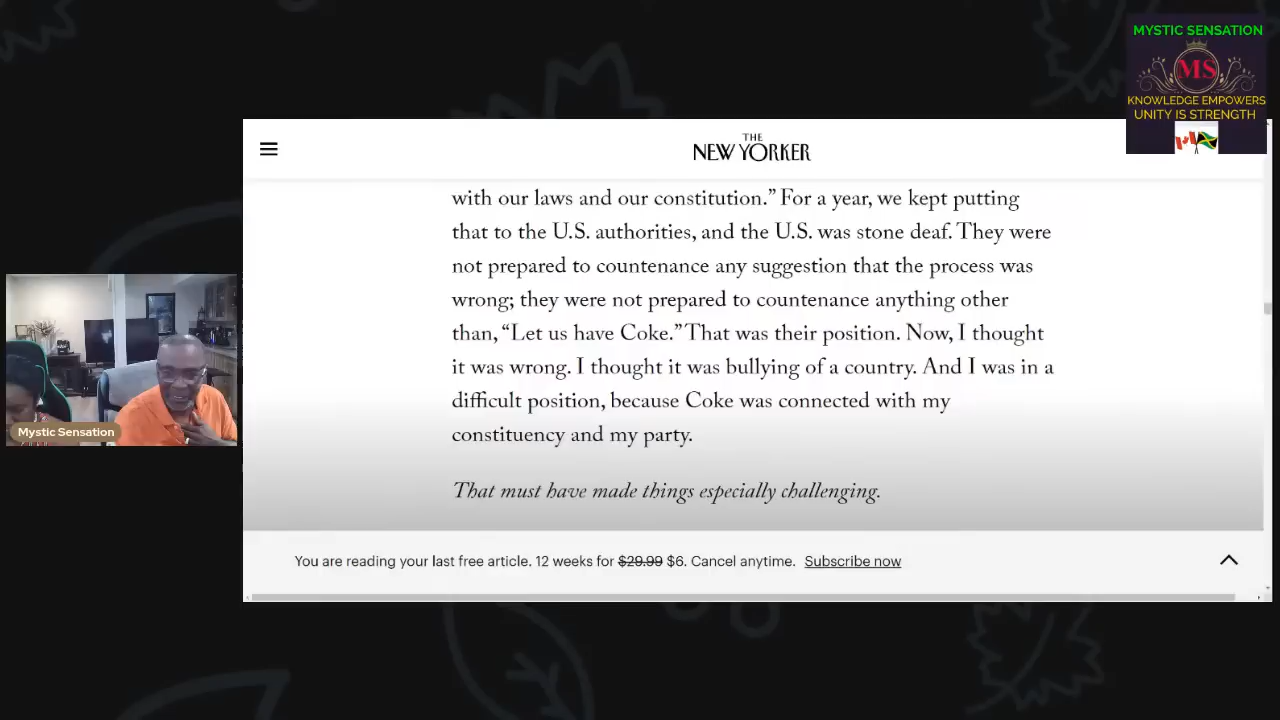 MYSTIC SENSATION
MS
KNOWLEDGE EMPOWERS
UNITY IS STRENGTH
THE
NEW YORKER
with our laws and our constitution.” For a year, we kept putting
that to the U.S. authorities, and the U.S. was stone deaf. They were
not prepared to countenance any suggestion that the process was
wrong; they were not prepared to countenance anything other
than, “Let us have Coke.” That was their position. Now, I thought
it was wrong. I thought it was bullying of a country. And I was in a
difficult position, because Coke was connected with my
constituency and my party.
That must have made things especially challenging.
You are reading your last free article. 12 weeks for $29.99 $6. Cancel anytime. Subscribe now
Mystic Sensation